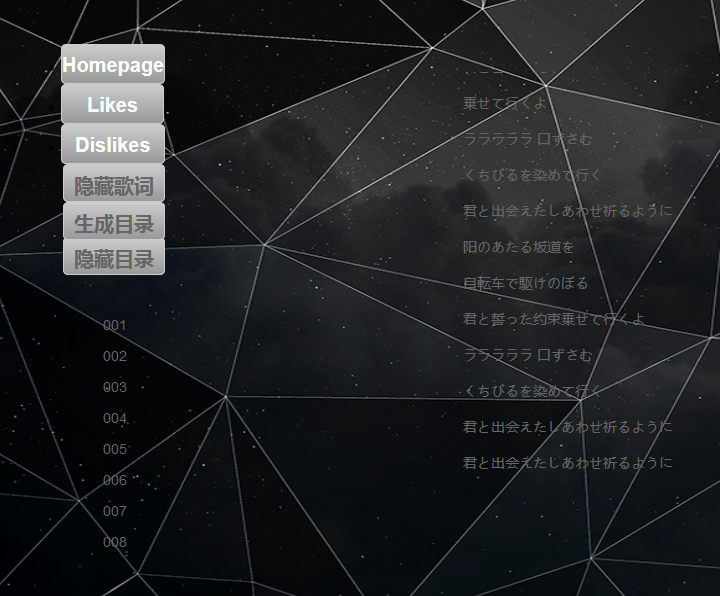 Homepage
Likes
Dislikes
隐藏歌词
生成目录
隐藏目录
001
002
003
004
005
006
007
008
乗せて行くよ
ラララララ 口ずさむ
くちびるを染めて行く
君と出会えたしあわせ祈るように
阳のあたる坂道を
自転车で駆けのぼる
君と誓った约束乗せて行くよ
ラララララ 口ずさむ
くちびるを染めて行く
君と出会えたしあわせ祈るように
君と出会えたしあわせ祈るように